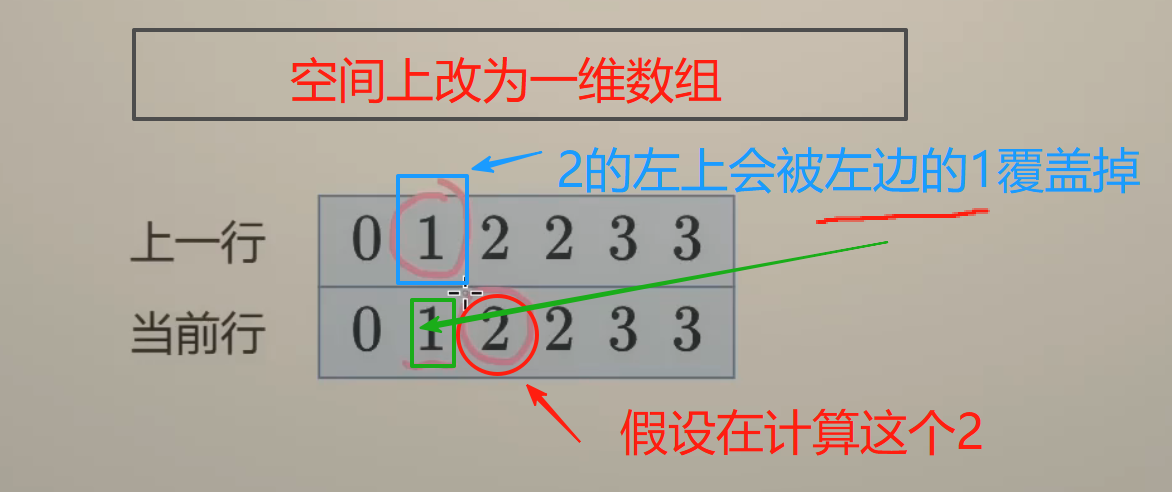 空间上改为一维数组
2的左上会被左边的1覆盖掉
上一行 0 1 2 2 3 3
当前行 0 1 2 2 3 3
假设在计算这个2